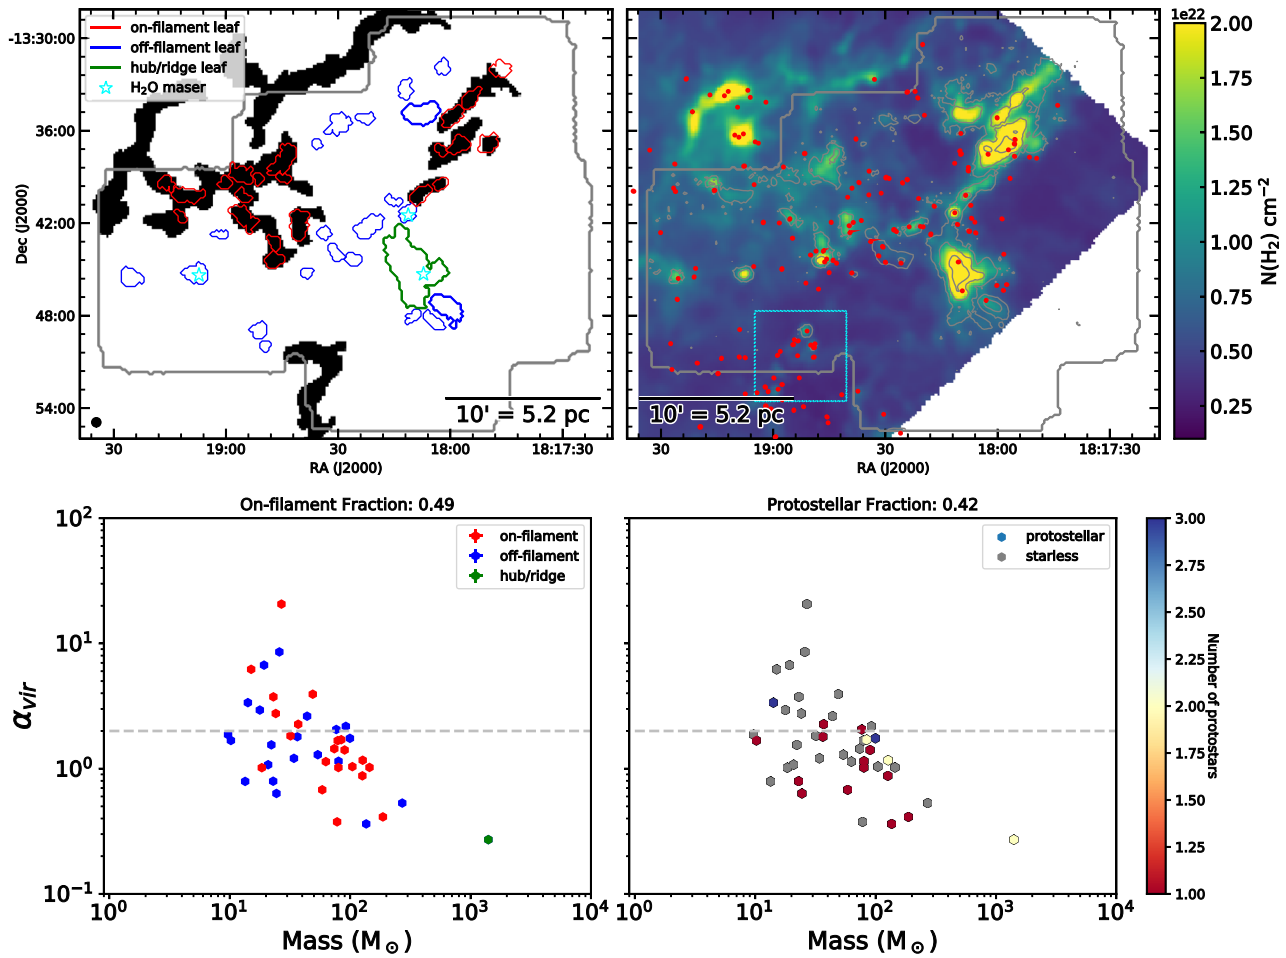 on-filament leaf
off-filament leaf
hub/ridge leaf
H₂O maser
-13:30:00
36:00
42:00
48:00
54:00
Dec (J2000)
10' = 5.2 pc
30
19:00
30
18:00
18:17:30
RA (J2000)
10' = 5.2 pc
30
19:00
30
18:00
18:17:30
RA (J2000)
1e22
2.00
1.75
1.50
1.25
1.00
0.75
0.50
0.25
N(H₂) cm⁻²
On-filament Fraction: 0.49
on-filament
off-filament
hub/ridge
10²
10¹
10⁰
10⁻¹
α_vir
10⁰
10¹
10²
10³
10⁴
Mass (M⊙)
Protostellar Fraction: 0.42
protostellar
starless
10⁰
10¹
10²
10³
10⁴
Mass (M⊙)
3.00
2.75
2.50
2.25
2.00
1.75
1.50
1.25
1.00
Number of protostars